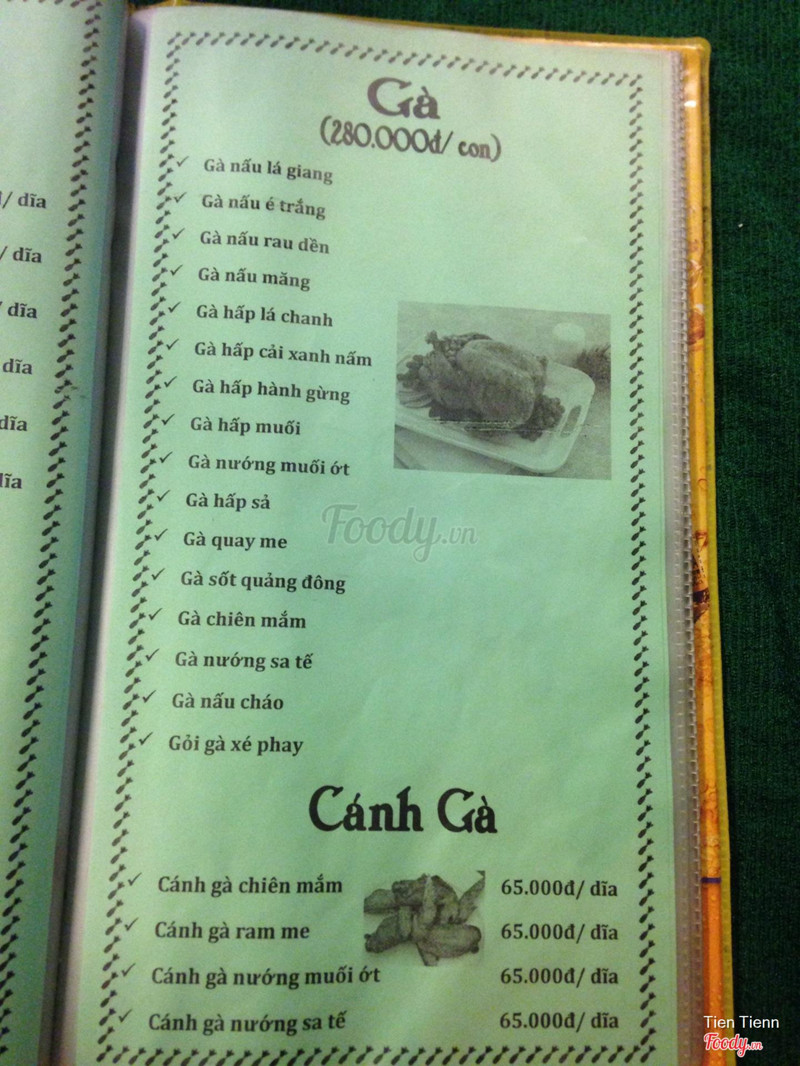 / dĩa
/ dĩa
/ dĩa
dĩa
dĩa
Gà
(280.000đ/ con)
Gà nấu lá giang
Gà nấu é trắng
Gà nấu rau dền
Gà nấu măng
Gà hấp lá chanh
Gà hấp cải xanh nấm
Gà hấp hành gừng
Gà hấp muối
Gà nướng muối ớt
Gà hấp sả
Gà quay me
Gà sốt quảng đông
Gà chiên mắm
Gà nướng sa tế
Gà nấu cháo
Gỏi gà xé phay
Foody.vn
Cánh Gà
Cánh gà chiên mắm 65.000đ/ dĩa
Cánh gà ram me 65.000đ/ dĩa
Cánh gà nướng muối ớt 65.000đ/ dĩa
Cánh gà nướng sa tế 65.000đ/ dĩa
Tien Tienn
Foody.vn